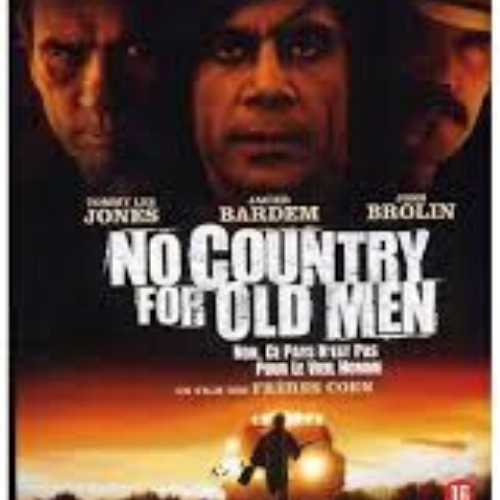 TOMMY LEE JONES
JAVIER BARDEM
JOSH BROLIN
NO COUNTRY
FOR OLD MEN
NON, CE PAYS N'EST PAS
POUR LE VIEIL HOMME
UN FILM DES FRÈRES COEN
16